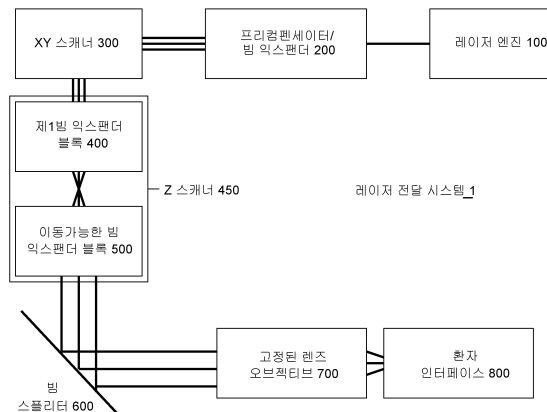 XY 스캐너 300
프리컴펜세이터/
빔 익스팬더 200
레이저 엔진 100
제1빔 익스팬더
블록 400
Z 스캐너 450
레이저 전달 시스템 1
이동가능한 빔
익스팬더 블록 500
고정된 렌즈
오브젝티브 700
환자
인터페이스 800
빔
스플리터 600